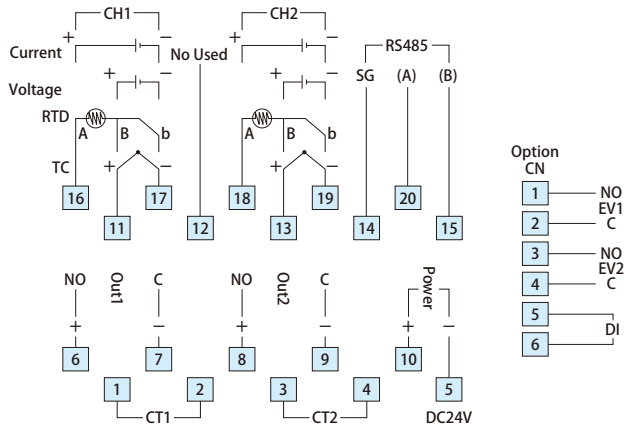 CH1 CH2
+ − + −
Current No Used RS485
+ − + − SG (A) (B)
Voltage
RTD
A B b A B b
TC + − + −
16 17 18 19 20
11 12 13 14 15
NO Out1 C NO Out2 C Power
+ − + − + −
6 7 8 9 10
1 2 3 4 5
CT1 CT2 DC24V
Option
CN
1 NO
EV1
2 C
3 NO
EV2
4 C
5
DI
6